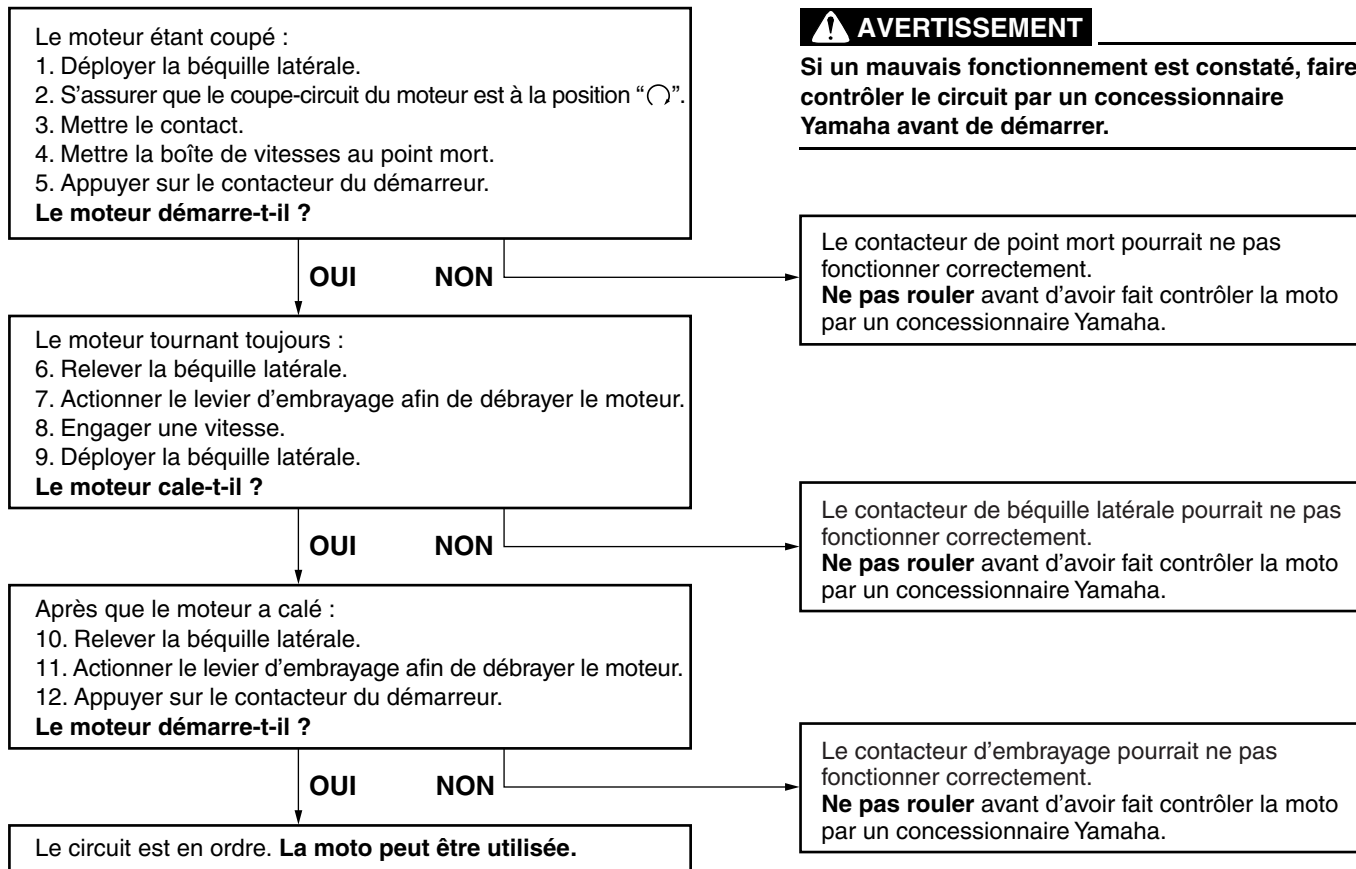 Le moteur étant coupé :
1. Déployer la béquille latérale.
2. S'assurer que le coupe-circuit du moteur est à la position “○”.
3. Mettre le contact.
4. Mettre la boîte de vitesses au point mort.
5. Appuyer sur le contacteur du démarreur.
Le moteur démarre-t-il ?
AVERTISSEMENT
Si un mauvais fonctionnement est constaté, faire
contrôler le circuit par un concessionnaire
Yamaha avant de démarrer.
OUI NON
Le contacteur de point mort pourrait ne pas
fonctionner correctement.
Ne pas rouler avant d'avoir fait contrôler la moto
par un concessionnaire Yamaha.
Le moteur tournant toujours :
6. Relever la béquille latérale.
7. Actionner le levier d'embrayage afin de débrayer le moteur.
8. Engager une vitesse.
9. Déployer la béquille latérale.
Le moteur cale-t-il ?
OUI NON
Le contacteur de béquille latérale pourrait ne pas
fonctionner correctement.
Ne pas rouler avant d'avoir fait contrôler la moto
par un concessionnaire Yamaha.
Après que le moteur a calé :
10. Relever la béquille latérale.
11. Actionner le levier d'embrayage afin de débrayer le moteur.
12. Appuyer sur le contacteur du démarreur.
Le moteur démarre-t-il ?
OUI NON
Le contacteur d'embrayage pourrait ne pas
fonctionner correctement.
Ne pas rouler avant d'avoir fait contrôler la moto
par un concessionnaire Yamaha.
Le circuit est en ordre. La moto peut être utilisée.